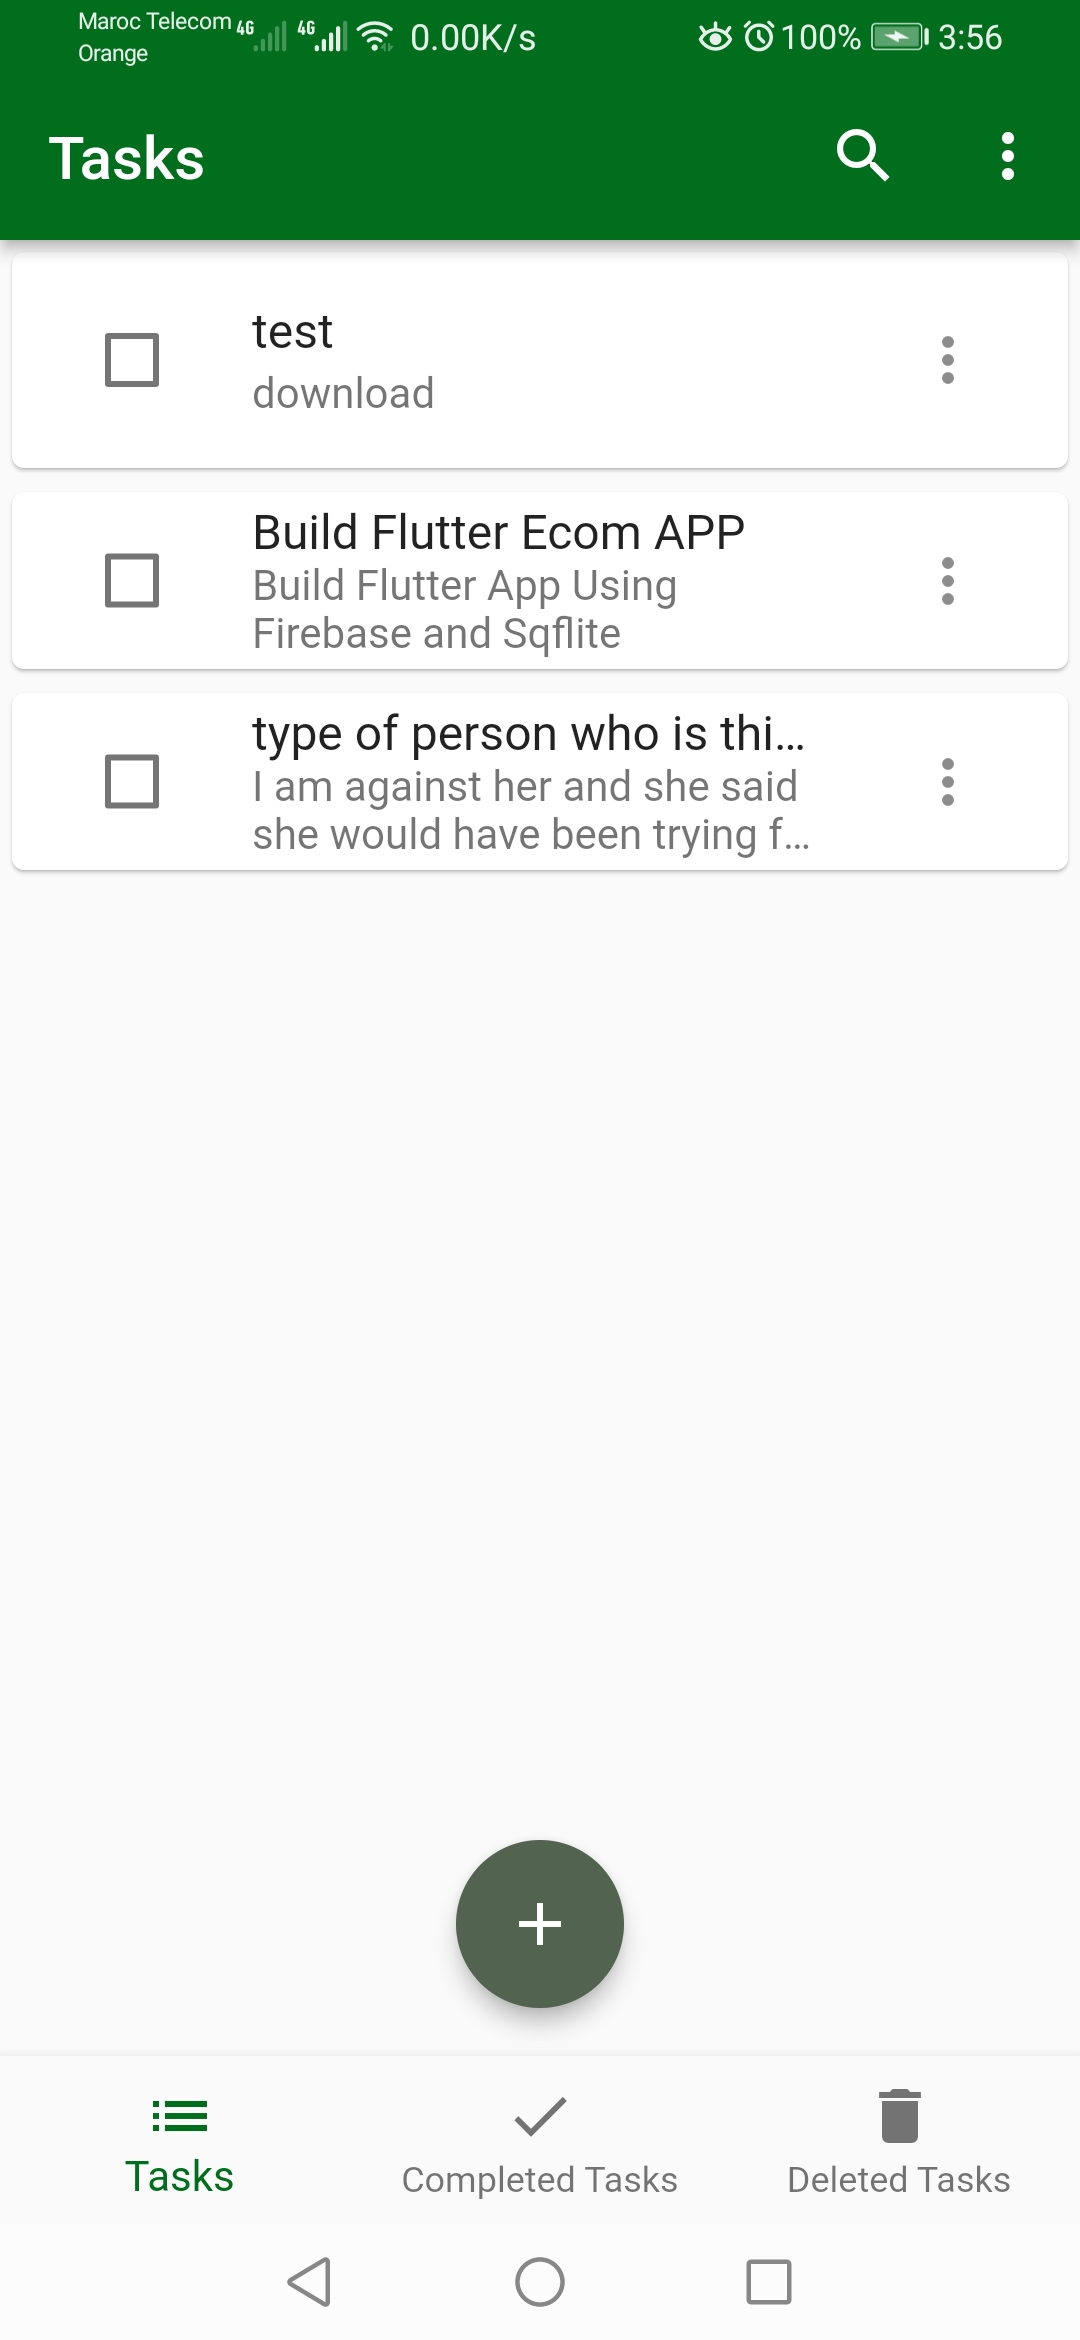 Maroc Telecom 4G 4G 0.00K/s 100% 3:56
Orange
Tasks
test
download
Build Flutter Ecom APP
Build Flutter App Using
Firebase and Sqflite
type of person who is thi...
I am against her and she said
she would have been trying f...
Tasks
Completed Tasks
Deleted Tasks